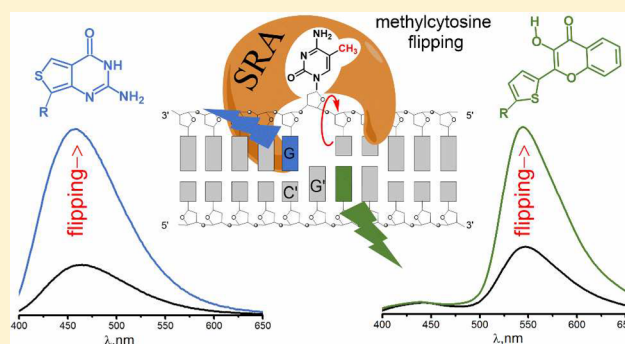 O
NH
S
N
NH₂
R
SRA
NH₂
CH₃
N
O
N
methylcytosine
flipping
H
O
O
O
S
R
3'
5'
G
C'
G'
5'
3'
flipping-->
flipping-->
400
450
500
550
600
650
λ,nm
400
450
500
550
600
650
λ,nm